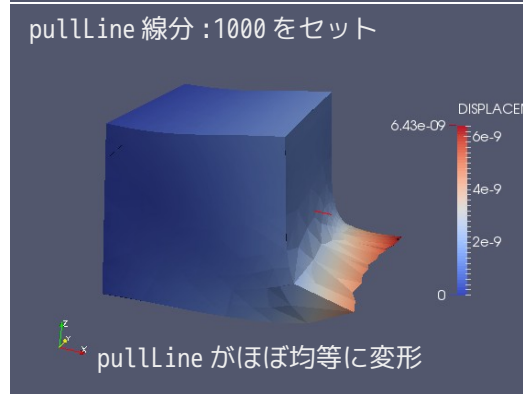 pullLine 線分 :1000 をセット
DISPLACEM
6.43e-09
6e-9
4e-9
2e-9
0
Z
Y
X
pullLine がほぼ均等に変形